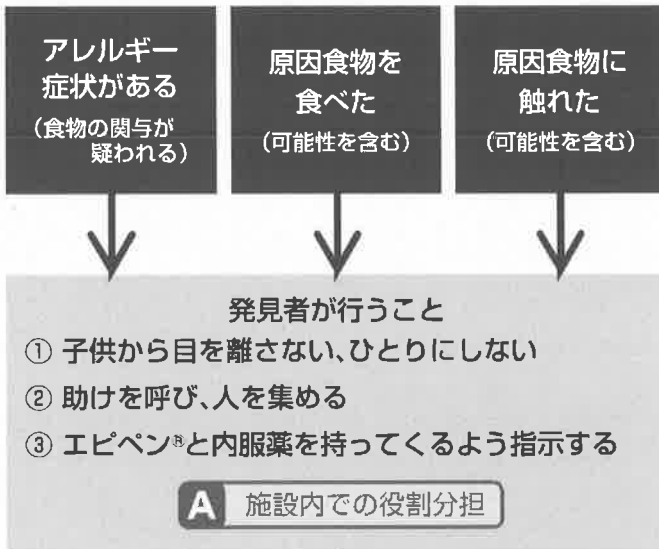 アレルギー
症状がある
(食物の関与が
疑われる)
原因食物を
食べた
(可能性を含む)
原因食物に
触れた
(可能性を含む)
発見者が行うこと
① 子供から目を離さない、ひとりにしない
② 助けを呼び、人を集める
③ エピペン®と内服薬を持ってくるよう指示する
A 施設内での役割分担